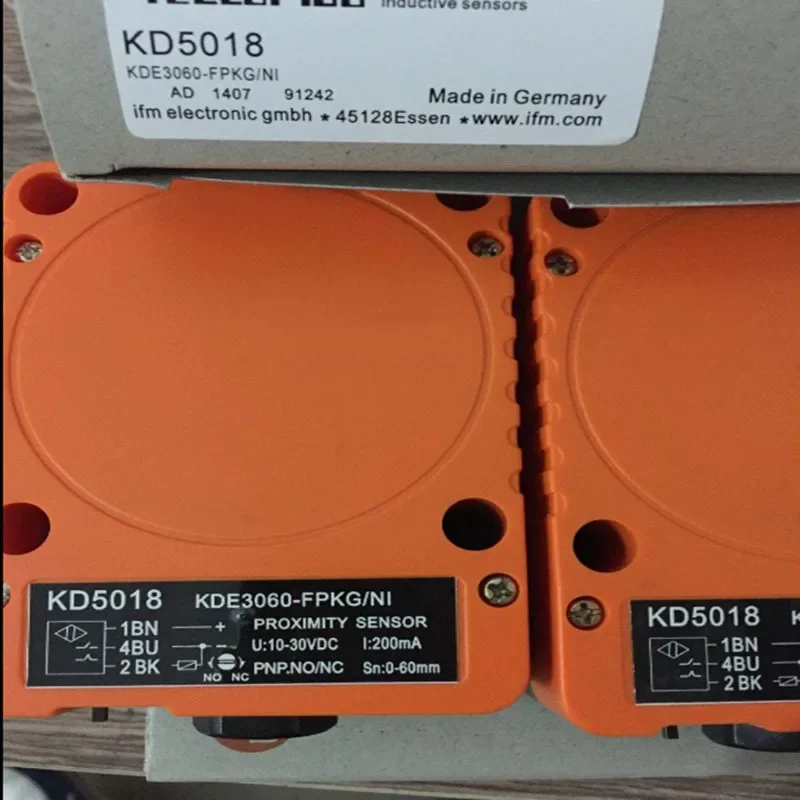 inductive sensors
KD5018
KDE3060-FPKG/NI
AD 1407 91242
Made in Germany
ifm electronic gmbh ★ 45128Essen ★www.ifm.com
KD5018 KDE3060-FPKG/NI
1BN + PROXIMITY SENSOR
4BU - U:10-30VDC I:200mA
2 BK PNP.NO/NC Sn:0-60mm
NO NC
KD5018
1BN
4BU
2 BK